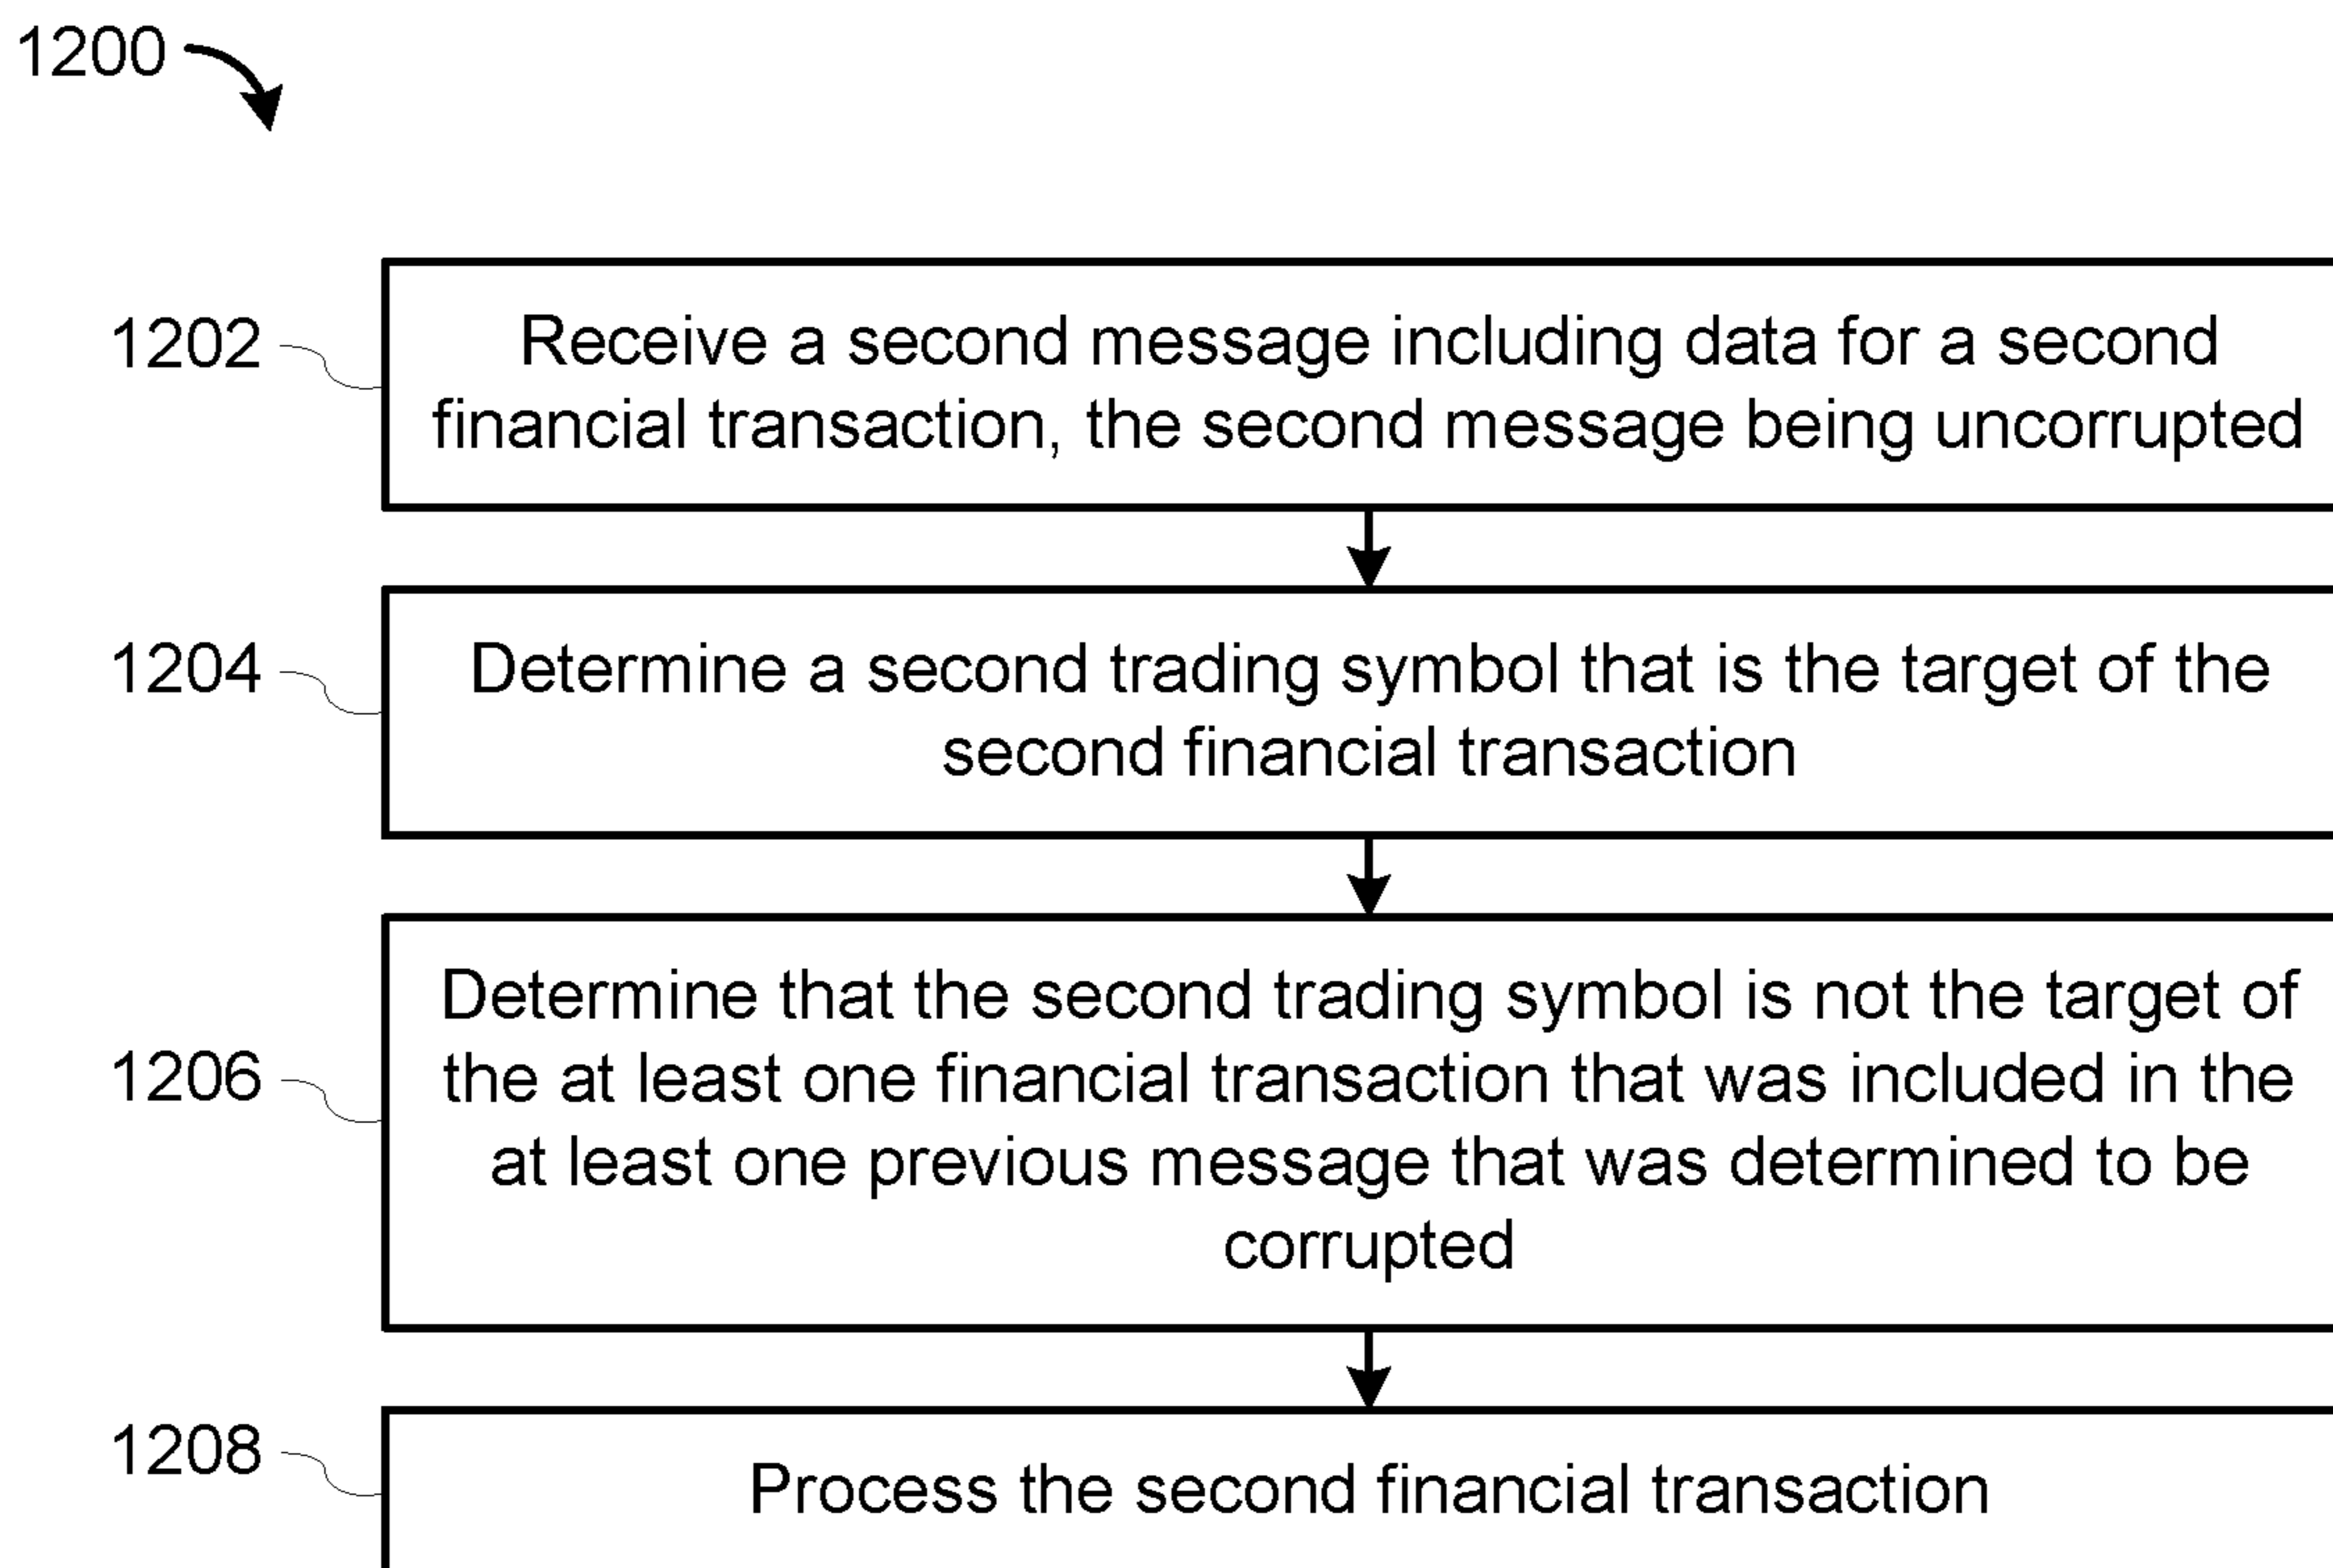 1200
1202
Receive a second message including data for a second
financial transaction, the second message being uncorrupted
1204
Determine a second trading symbol that is the target of the
second financial transaction
1206
Determine that the second trading symbol is not the target of
the at least one financial transaction that was included in the
at least one previous message that was determined to be
corrupted
1208
Process the second financial transaction